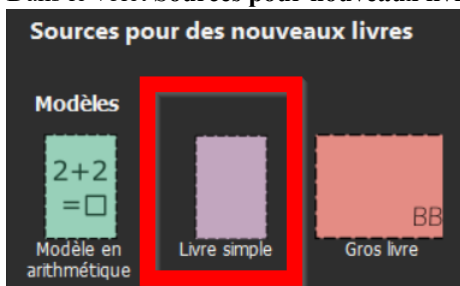 Sources pour des nouveaux livres
Modèles
2+2
=□
BB
Modèle en
arithmétique
Livre simple
Gros livre